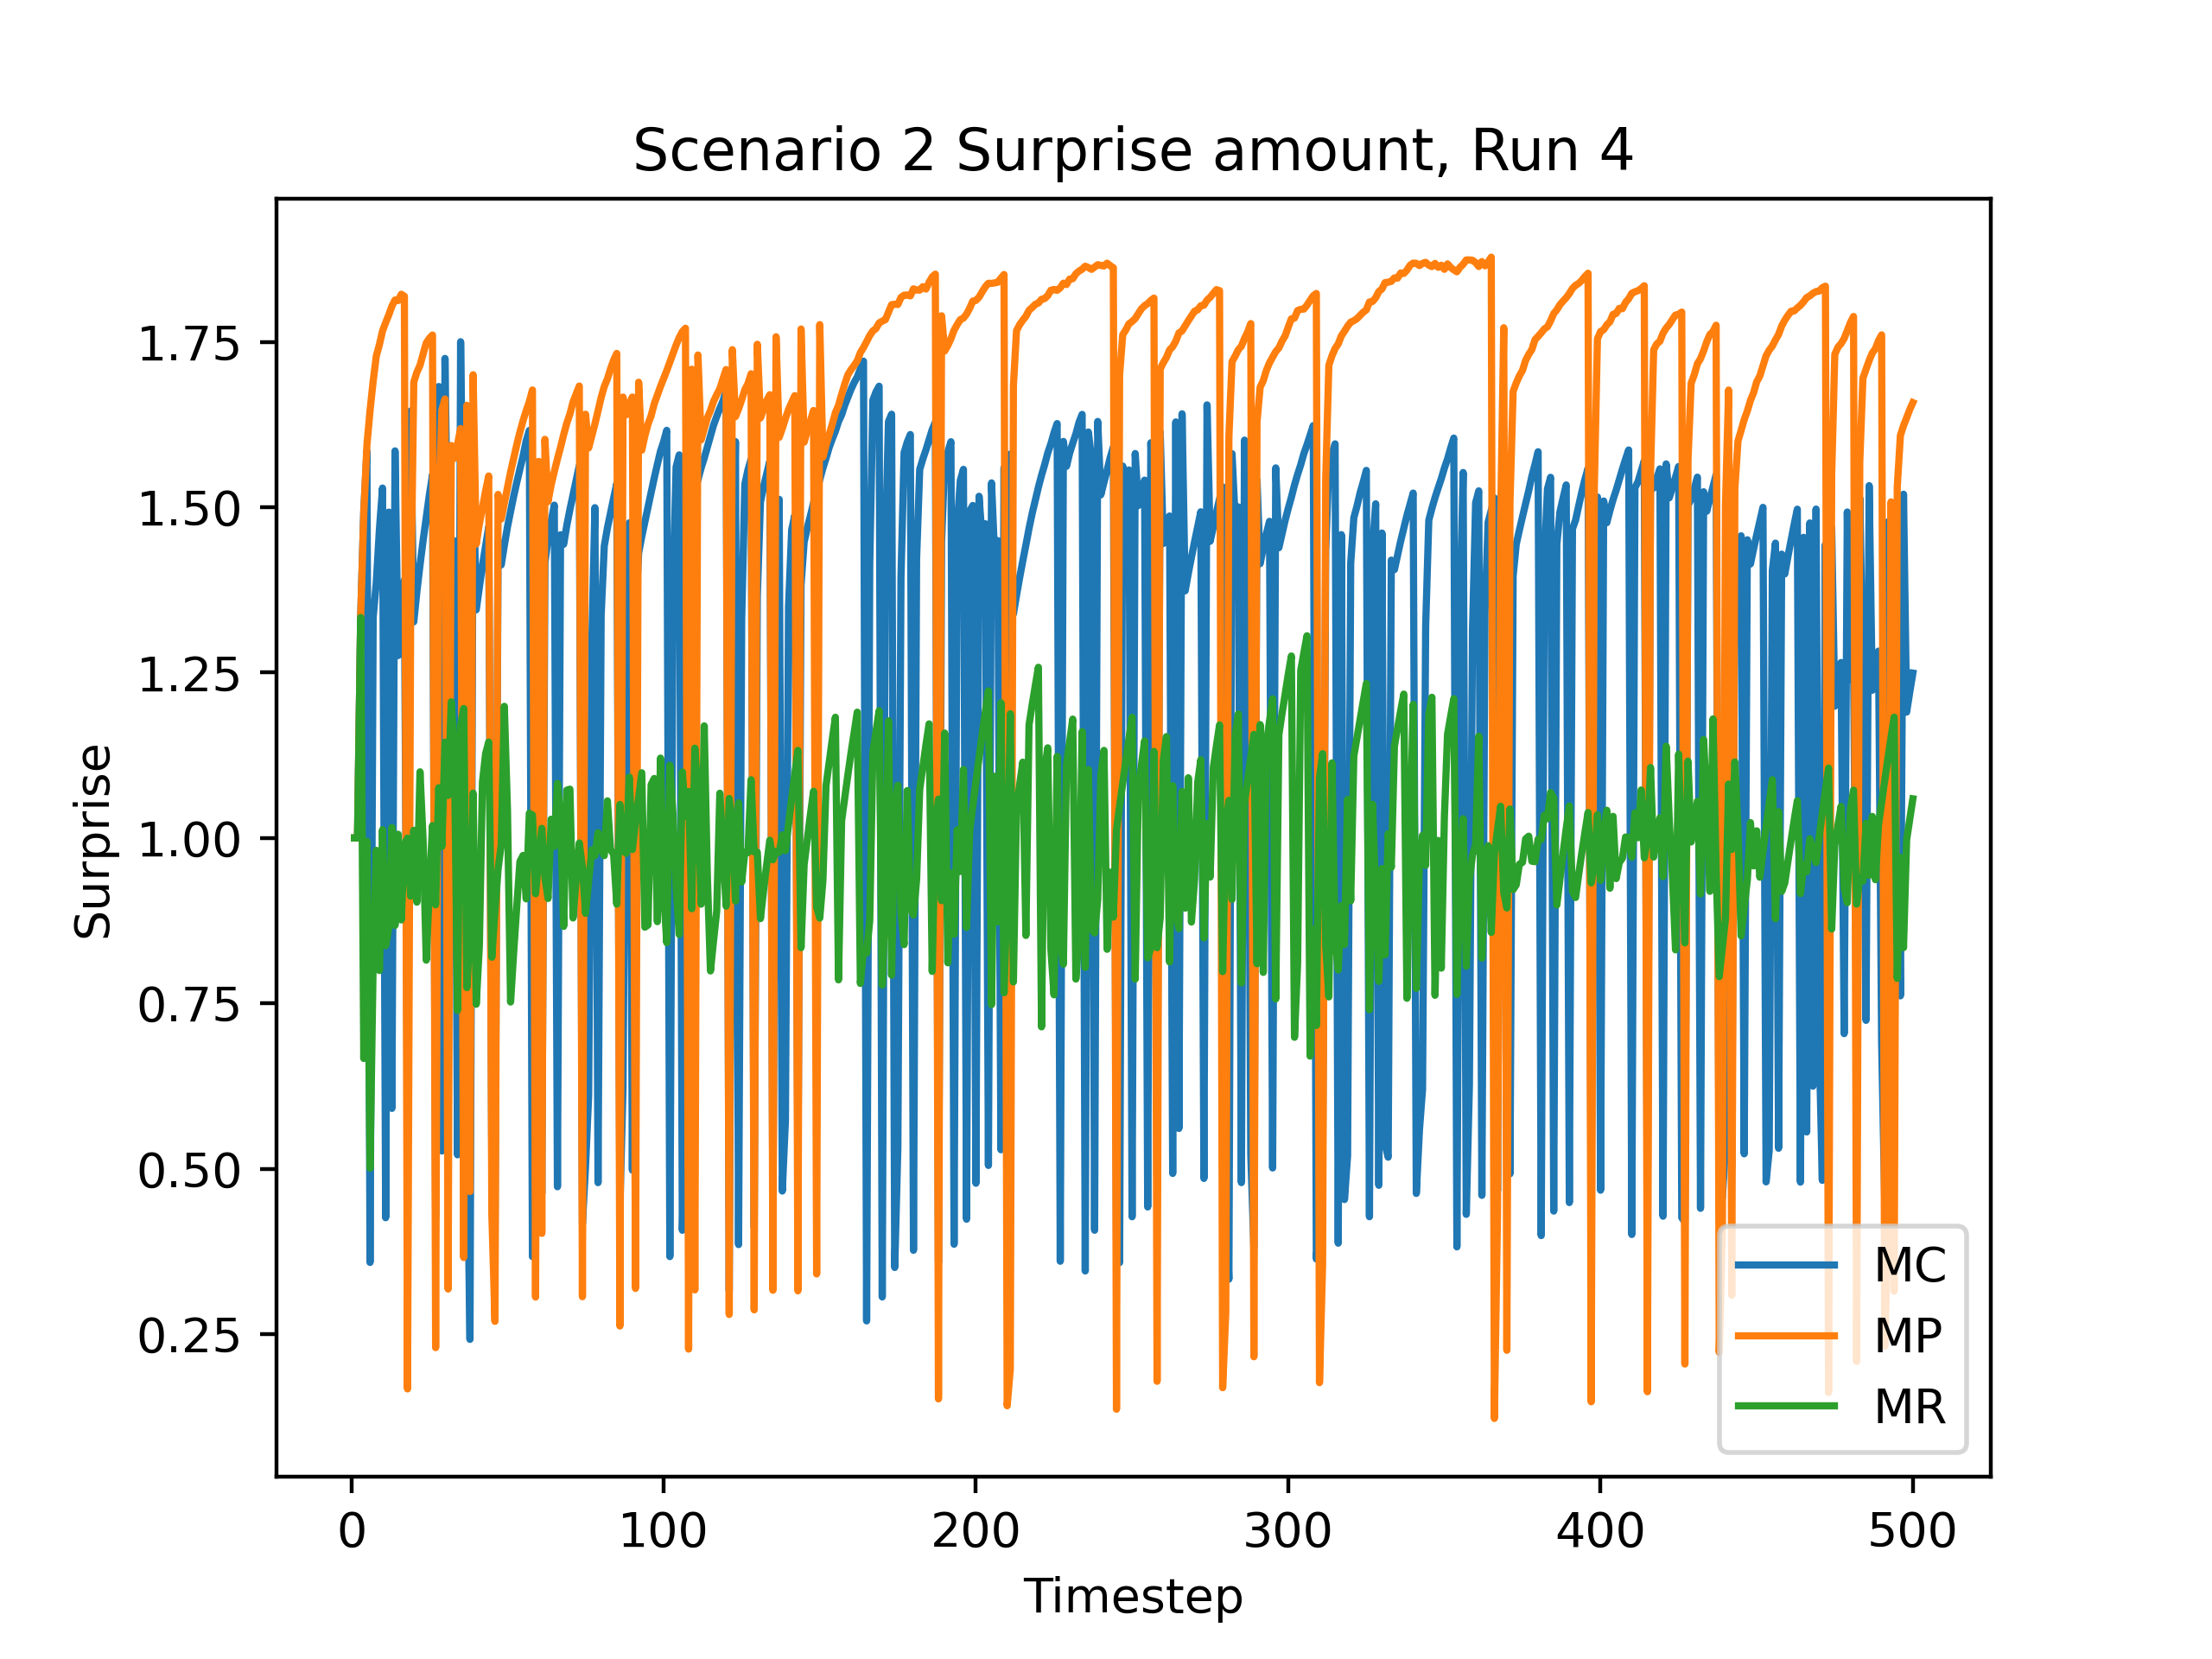 Scenario 2 Surprise amount, Run 4
Surprise
1.75
1.50
1.25
1.00
0.75
0.50
0.25
0 100 200 300 400 500
Timestep
MC
MP
MR